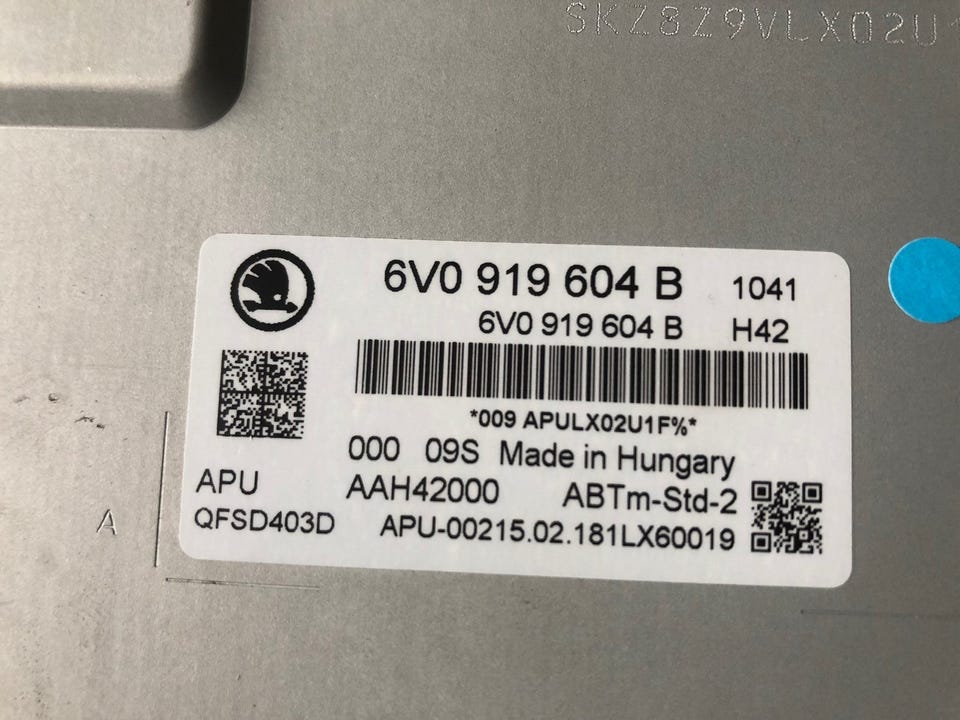 SKZ8Z9VLX02U1
6V0 919 604 B 1041
6V0 919 604 B H42
*009 APULX02U1F%*
000 09S Made in Hungary
APU AAH42000 ABTm-Std-2
QFSD403D APU-00215.02.181LX60019
A